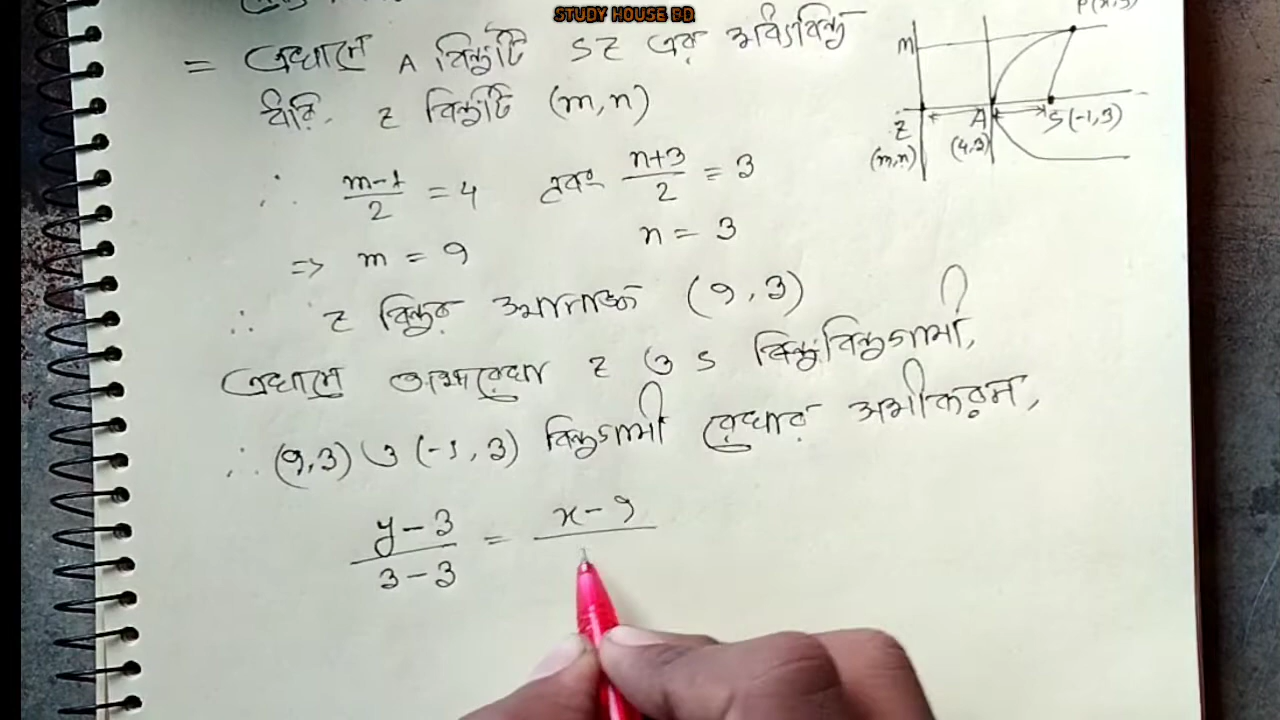 STUDY HOUSE BD
= এখানে A বিন্দুটি SZ এর মধ্যবিন্দু
ধরি, Z বিন্দুটি (m,n)
∴ (m-1)/2 = 4 এবং (n+3)/2 = 3
=> m = 9 n = 3
∴ Z বিন্দুর স্থানাঙ্ক (9,3)
এখানে অক্ষরেখা Z ও S বিন্দুবিন্দুগামী,
∴ (9,3) ও (-1,3) বিন্দুগামী রেখার সমীকরন,
(y-3)/(3-3) = x-9
M
Z A S(-1,3)
(m,n) (4,3)